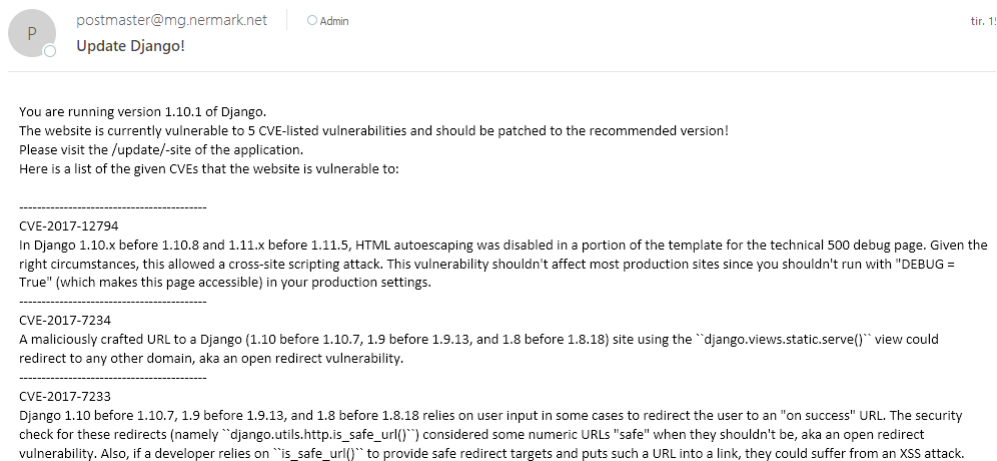 P
postmaster@mg.nermark.net
Admin
tir. 15
Update Django!
You are running version 1.10.1 of Django.
The website is currently vulnerable to 5 CVE-listed vulnerabilities and should be patched to the recommended version!
Please visit the /update/-site of the application.
Here is a list of the given CVEs that the website is vulnerable to:
------------------------------------------
CVE-2017-12794
In Django 1.10.x before 1.10.8 and 1.11.x before 1.11.5, HTML autoescaping was disabled in a portion of the template for the technical 500 debug page. Given the
right circumstances, this allowed a cross-site scripting attack. This vulnerability shouldn't affect most production sites since you shouldn't run with "DEBUG =
True" (which makes this page accessible) in your production settings.
------------------------------------------
CVE-2017-7234
A maliciously crafted URL to a Django (1.10 before 1.10.7, 1.9 before 1.9.13, and 1.8 before 1.8.18) site using the ``django.views.static.serve()`` view could
redirect to any other domain, aka an open redirect vulnerability.
------------------------------------------
CVE-2017-7233
Django 1.10 before 1.10.7, 1.9 before 1.9.13, and 1.8 before 1.8.18 relies on user input in some cases to redirect the user to an "on success" URL. The security
check for these redirects (namely ``django.utils.http.is_safe_url()``) considered some numeric URLs "safe" when they shouldn't be, aka an open redirect
vulnerability. Also, if a developer relies on ``is_safe_url()`` to provide safe redirect targets and puts such a URL into a link, they could suffer from an XSS attack.